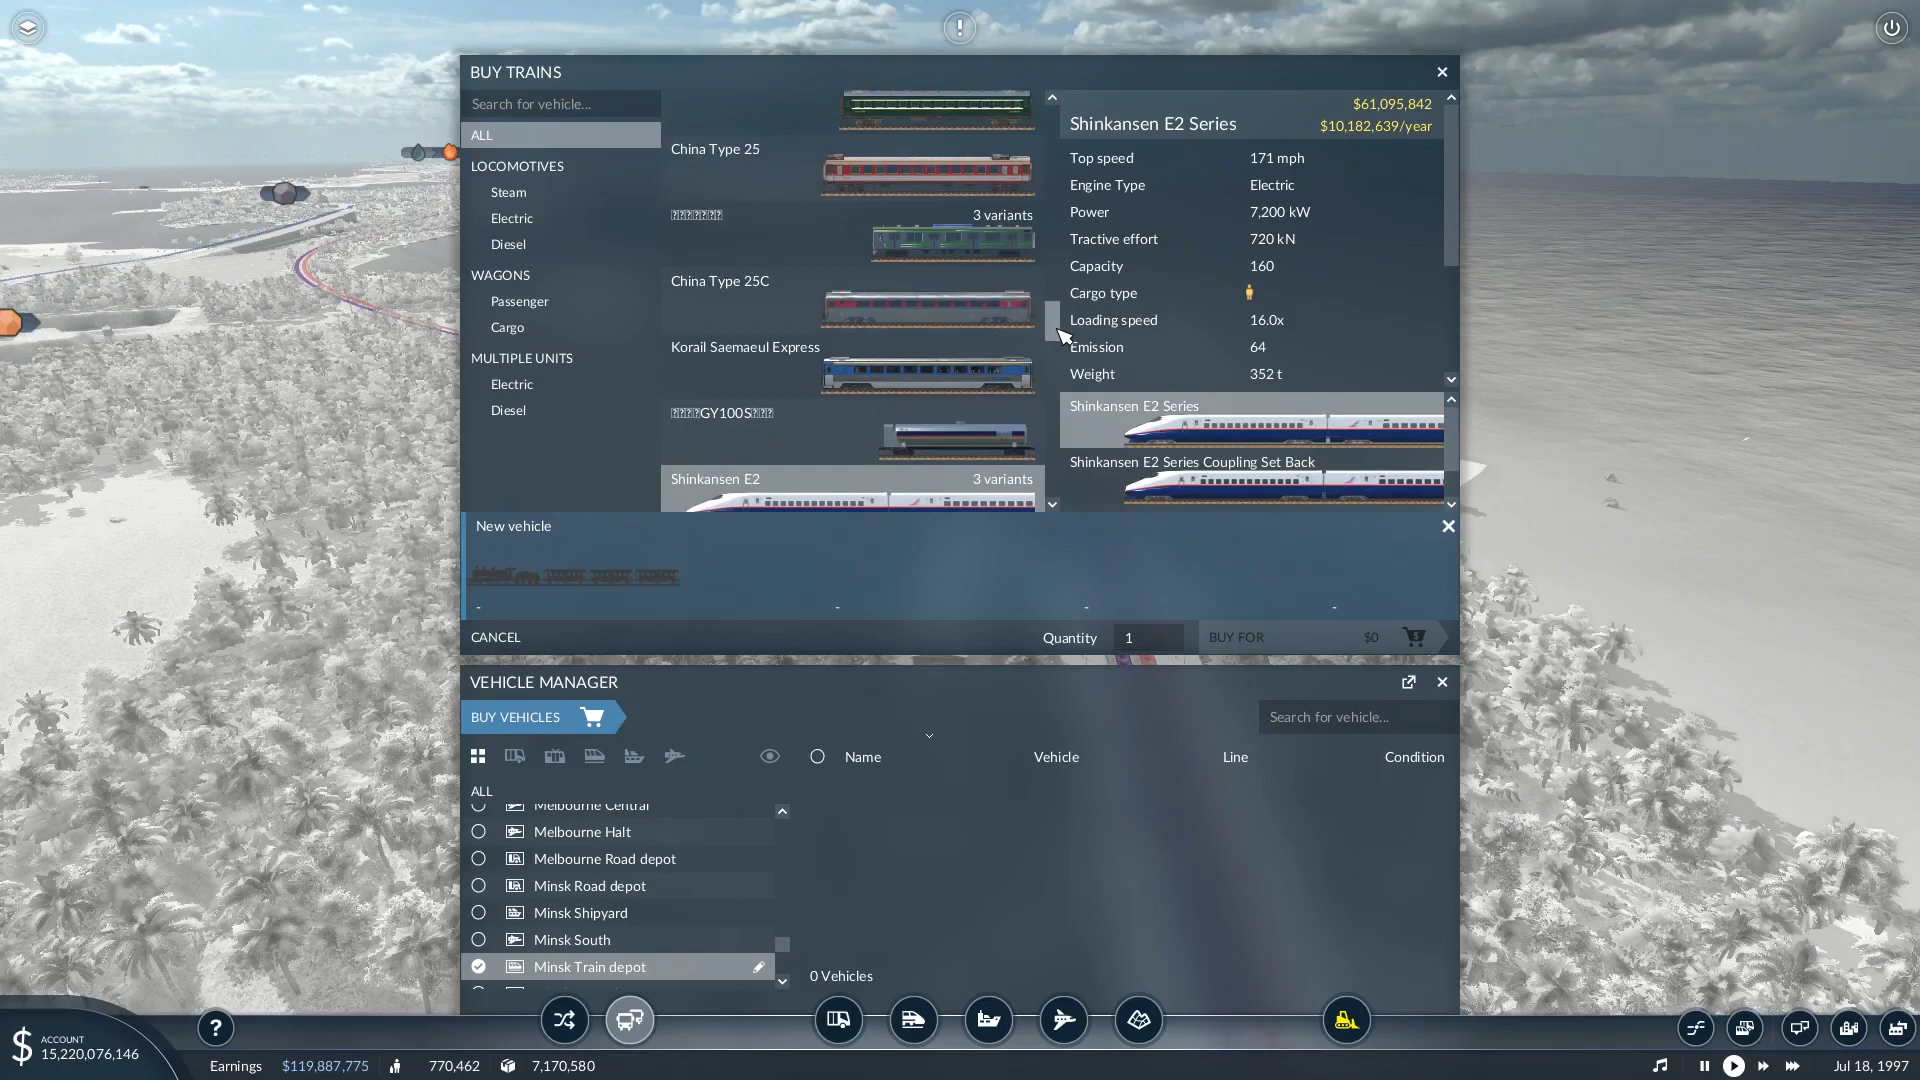 BUY TRAINS
Search for vehicle...
ALL
LOCOMOTIVES
Steam
Electric
Diesel
WAGONS
Passenger
Cargo
MULTIPLE UNITS
Electric
Diesel
China Type 25
3 variants
China Type 25C
Korail Saemaeul Express
GY100S
Shinkansen E2
3 variants
$61,095,842
Shinkansen E2 Series
$10,182,639/year
Top speed 171 mph
Engine Type Electric
Power 7,200 kW
Tractive effort 720 kN
Capacity 160
Cargo type
Loading speed 16.0x
Emission 64
Weight 352 t
Shinkansen E2 Series
Shinkansen E2 Series Coupling Set Back
New vehicle
- - - -
CANCEL
Quantity 1
BUY FOR $0
VEHICLE MANAGER
BUY VEHICLES
Search for vehicle...
Name Vehicle Line Condition
ALL
Melbourne Central
Melbourne Halt
Melbourne Road depot
Minsk Road depot
Minsk Shipyard
Minsk South
Minsk Train depot
0 Vehicles
$ ACCOUNT
15,220,076,146
?
Earnings $119,887,775 770,462 7,170,580
Jul 18, 1997